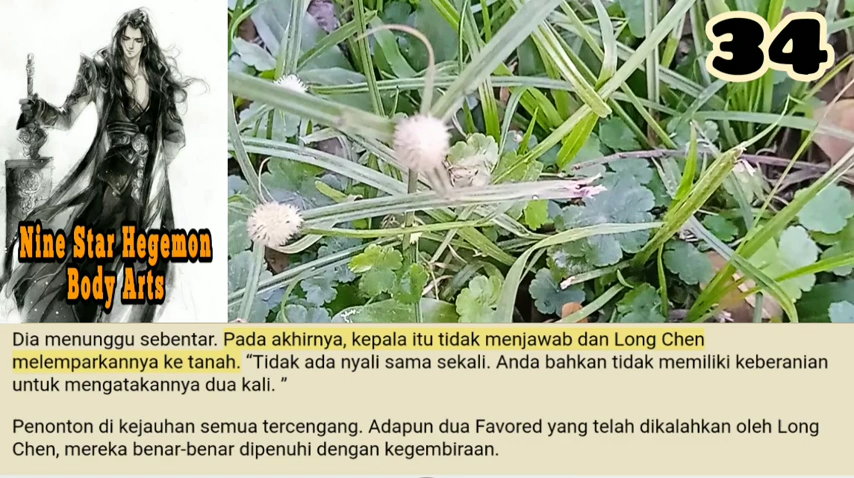 34
Nine Star Hegemon
Body Arts
Dia menunggu sebentar. Pada akhirnya, kepala itu tidak menjawab dan Long Chen
melemparkannya ke tanah. “Tidak ada nyali sama sekali. Anda bahkan tidak memiliki keberanian
untuk mengatakannya dua kali. ”
Penonton di kejauhan semua tercengang. Adapun dua Favored yang telah dikalahkan oleh Long
Chen, mereka benar-benar dipenuhi dengan kegembiraan.